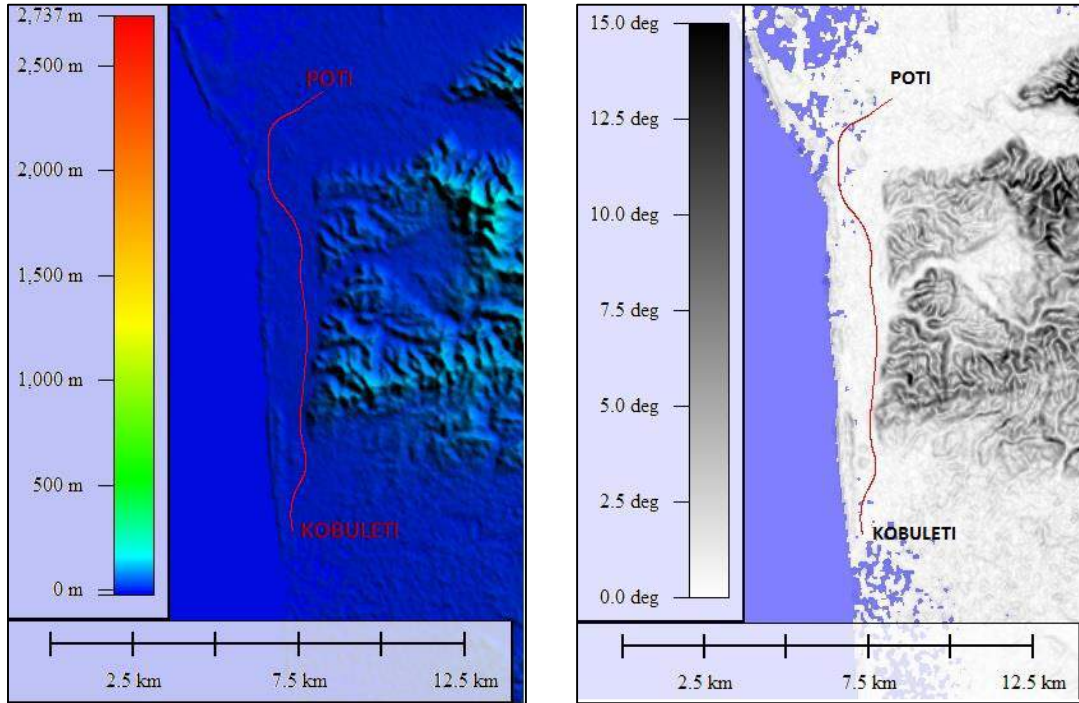 2,737 m
2,500 m
2,000 m
1,500 m
1,000 m
500 m
0 m
POTI
KOBULETI
2.5 km 7.5 km 12.5 km
15.0 deg
12.5 deg
10.0 deg
7.5 deg
5.0 deg
2.5 deg
0.0 deg
POTI
KOBULETI
2.5 km 7.5 km 12.5 km